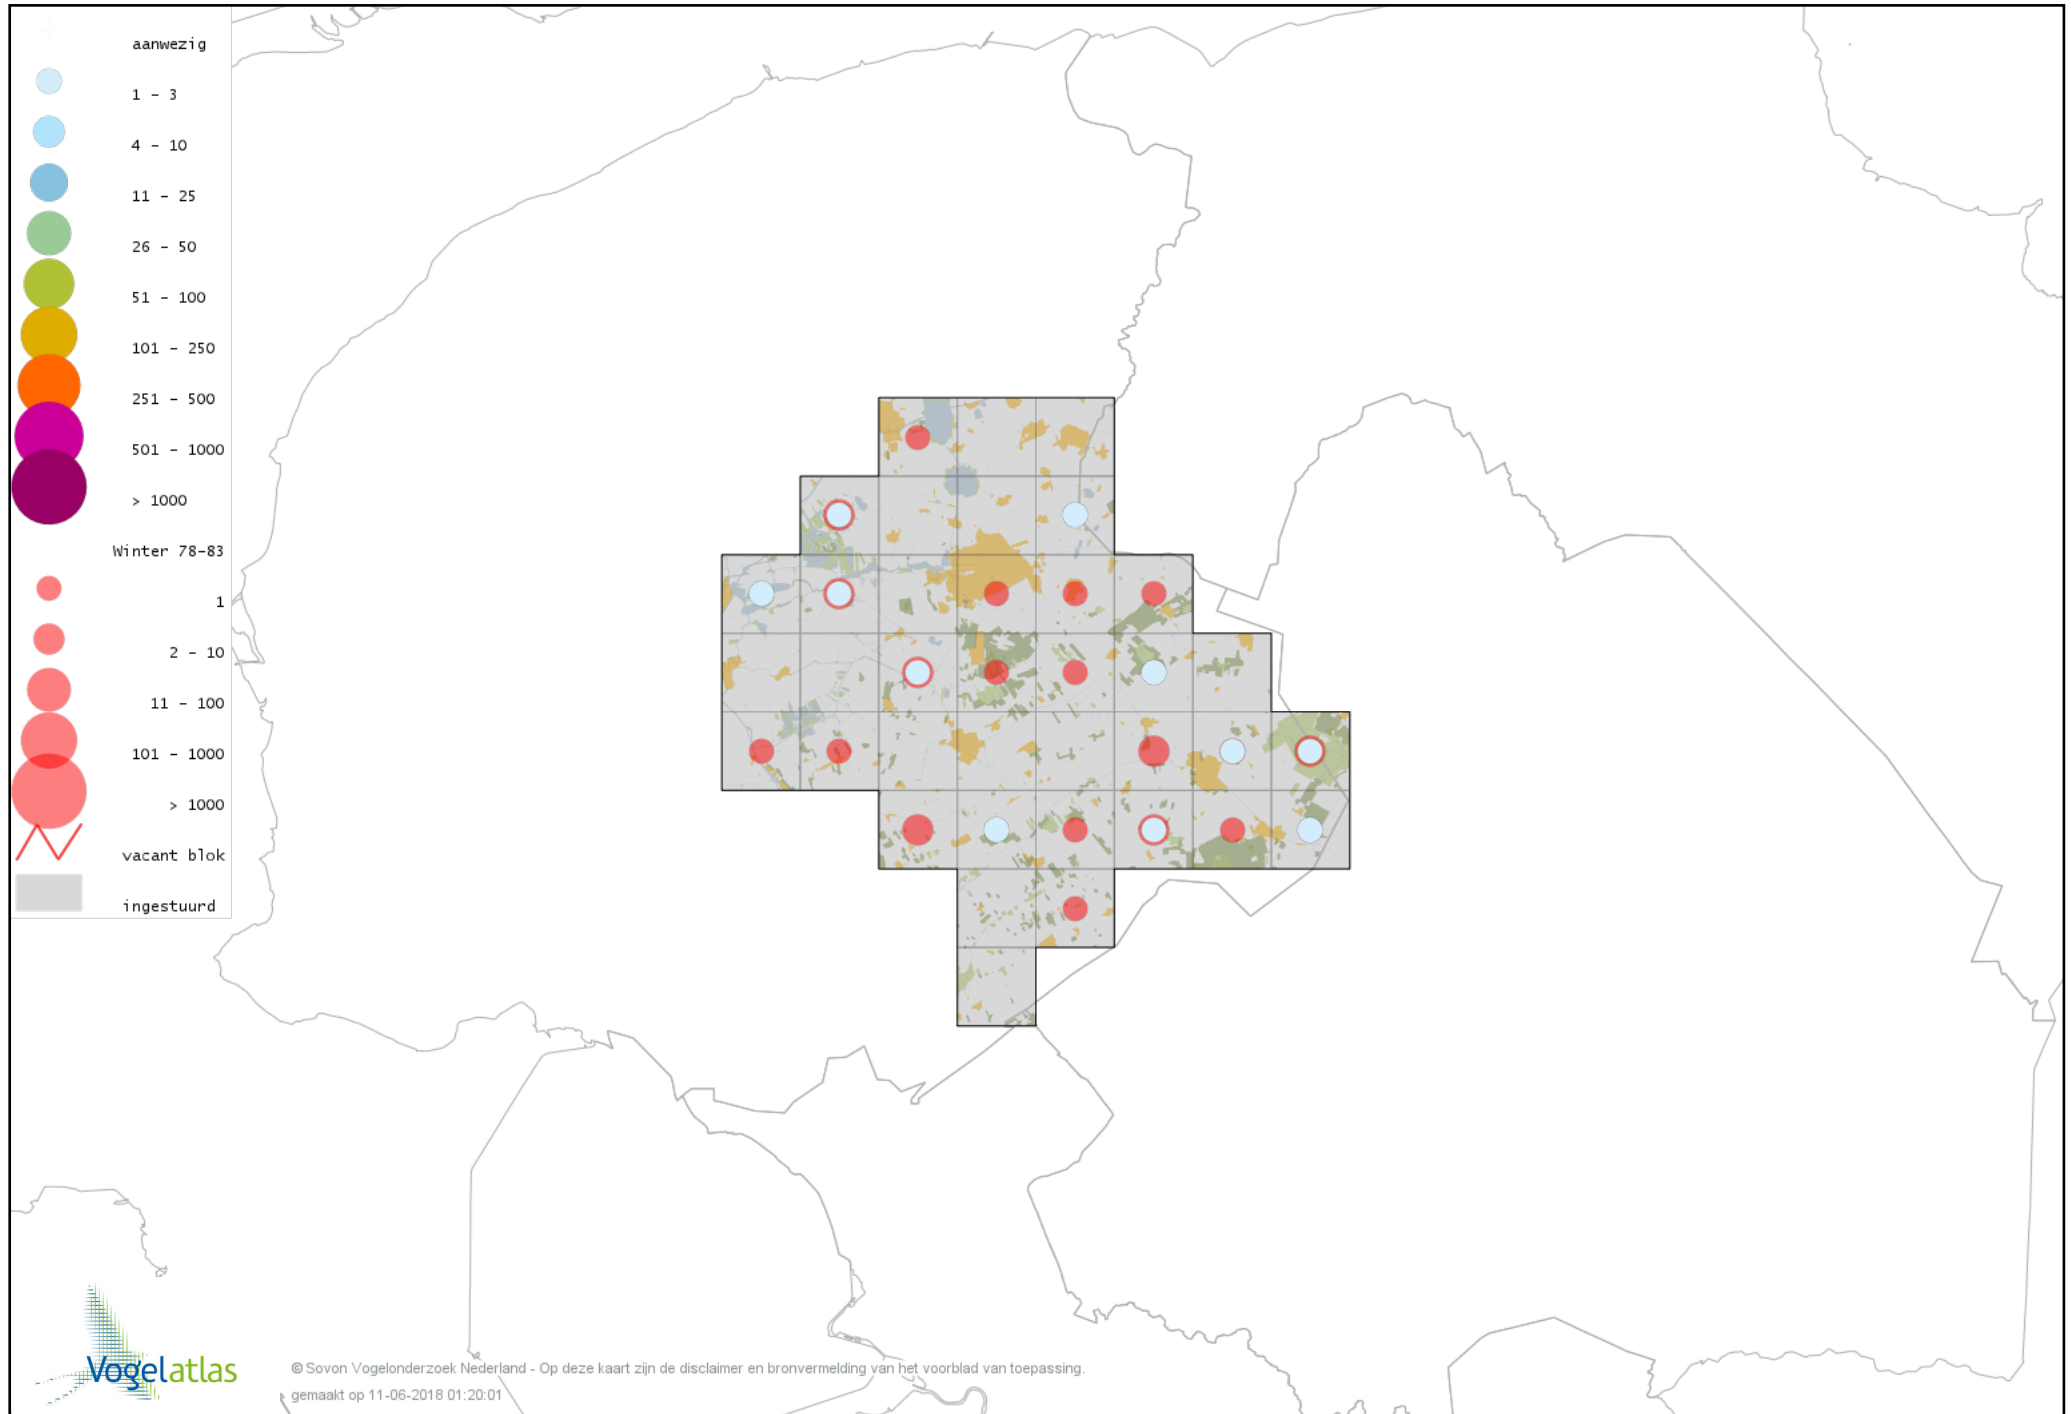 aanwezig
1 - 3
4 - 10
11 - 25
26 - 50
51 - 100
101 - 250
251 - 500
501 - 1000
> 1000
Winter 78-83
1
2 - 10
11 - 100
101 - 1000
> 1000
vacant blok
ingestuurd
Vogelatlas
© Sovon Vogelonderzoek Nederland - Op deze kaart zijn de disclaimer en bronvermelding van het voorblad van toepassing.
gemaakt op 11-06-2018 01:20:01